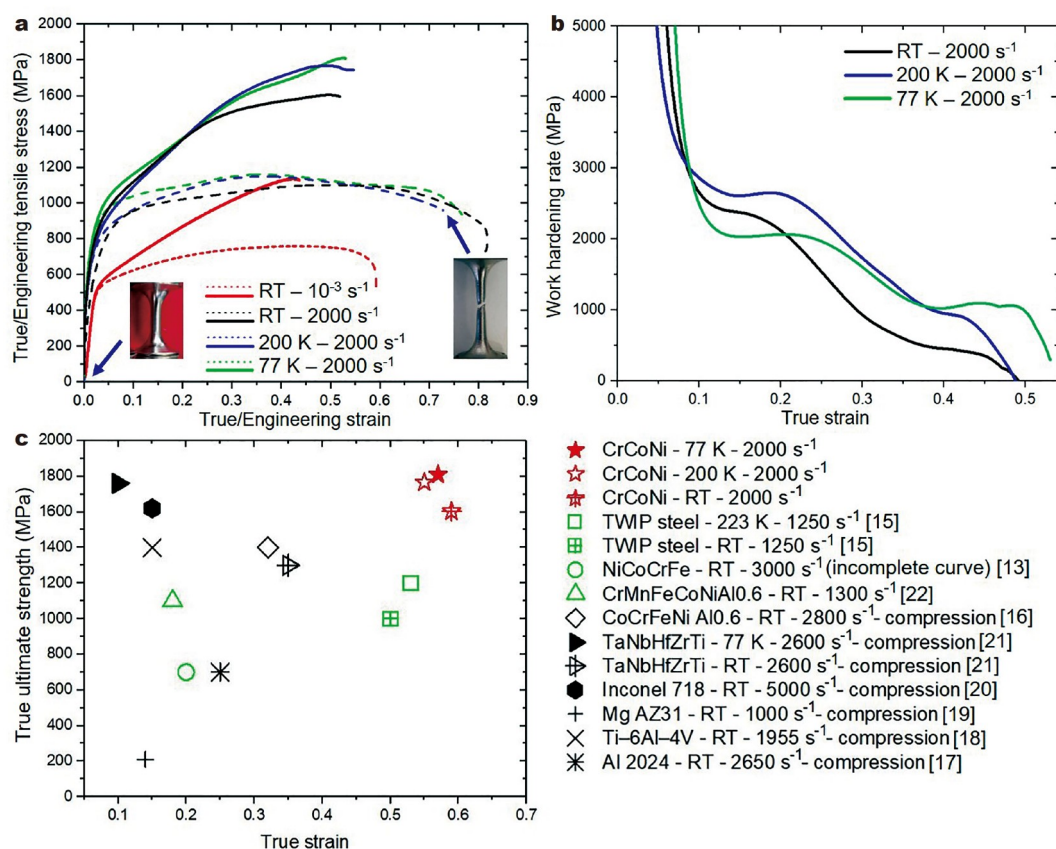 a
True/Engineering tensile stress (MPa)
2000
1800
1600
1400
1200
1000
800
600
400
200
0
0.0 0.1 0.2 0.3 0.4 0.5 0.6 0.7 0.8 0.9
True/Engineering strain
RT – 10⁻³ s⁻¹
RT – 2000 s⁻¹
200 K – 2000 s⁻¹
77 K – 2000 s⁻¹
b
Work hardening rate (MPa)
5000
4000
3000
2000
1000
0
0.0 0.1 0.2 0.3 0.4 0.5
True strain
RT – 2000 s⁻¹
200 K – 2000 s⁻¹
77 K – 2000 s⁻¹
c
True ultimate strength (MPa)
2000
1800
1600
1400
1200
1000
800
600
400
200
0
0.1 0.2 0.3 0.4 0.5 0.6 0.7
True strain
CrCoNi - 77 K - 2000 s⁻¹
CrCoNi - 200 K - 2000 s⁻¹
CrCoNi - RT - 2000 s⁻¹
TWIP steel - 223 K - 1250 s⁻¹ [15]
TWIP steel - RT - 1250 s⁻¹ [15]
NiCoCrFe - RT - 3000 s⁻¹ (incomplete curve) [13]
CrMnFeCoNiAl0.6 - RT - 1300 s⁻¹ [22]
CoCrFeNi Al0.6 - RT - 2800 s⁻¹- compression [16]
TaNbHfZrTi - 77 K - 2600 s⁻¹- compression [21]
TaNbHfZrTi - RT - 2600 s⁻¹- compression [21]
Inconel 718 - RT - 5000 s⁻¹- compression [20]
Mg AZ31 - RT - 1000 s⁻¹- compression [19]
Ti–6Al–4V - RT - 1955 s⁻¹- compression [18]
Al 2024 - RT - 2650 s⁻¹- compression [17]